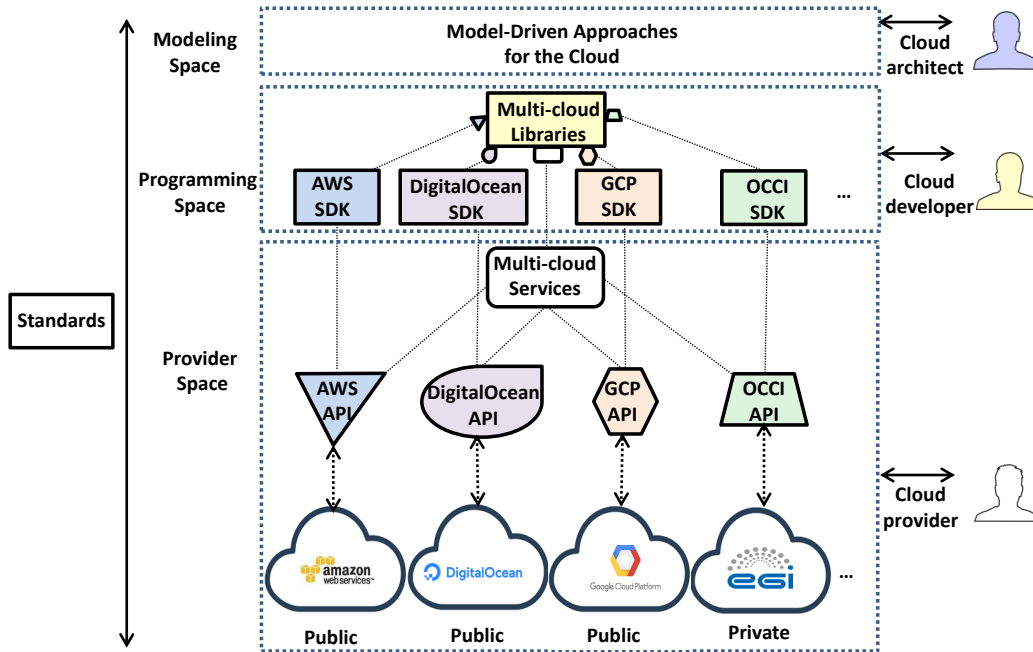 Modeling
Space
Model-Driven Approaches
for the Cloud
Cloud
architect
Multi-cloud
Libraries
Programming
Space
AWS
SDK
DigitalOcean
SDK
GCP
SDK
OCCI
SDK
...
Cloud
developer
Multi-cloud
Services
Standards
Provider
Space
AWS
API
DigitalOcean
API
GCP
API
OCCI
API
Cloud
provider
amazon
webservices™
DigitalOcean
Google Cloud Platform
egi
...
Public
Public
Public
Private